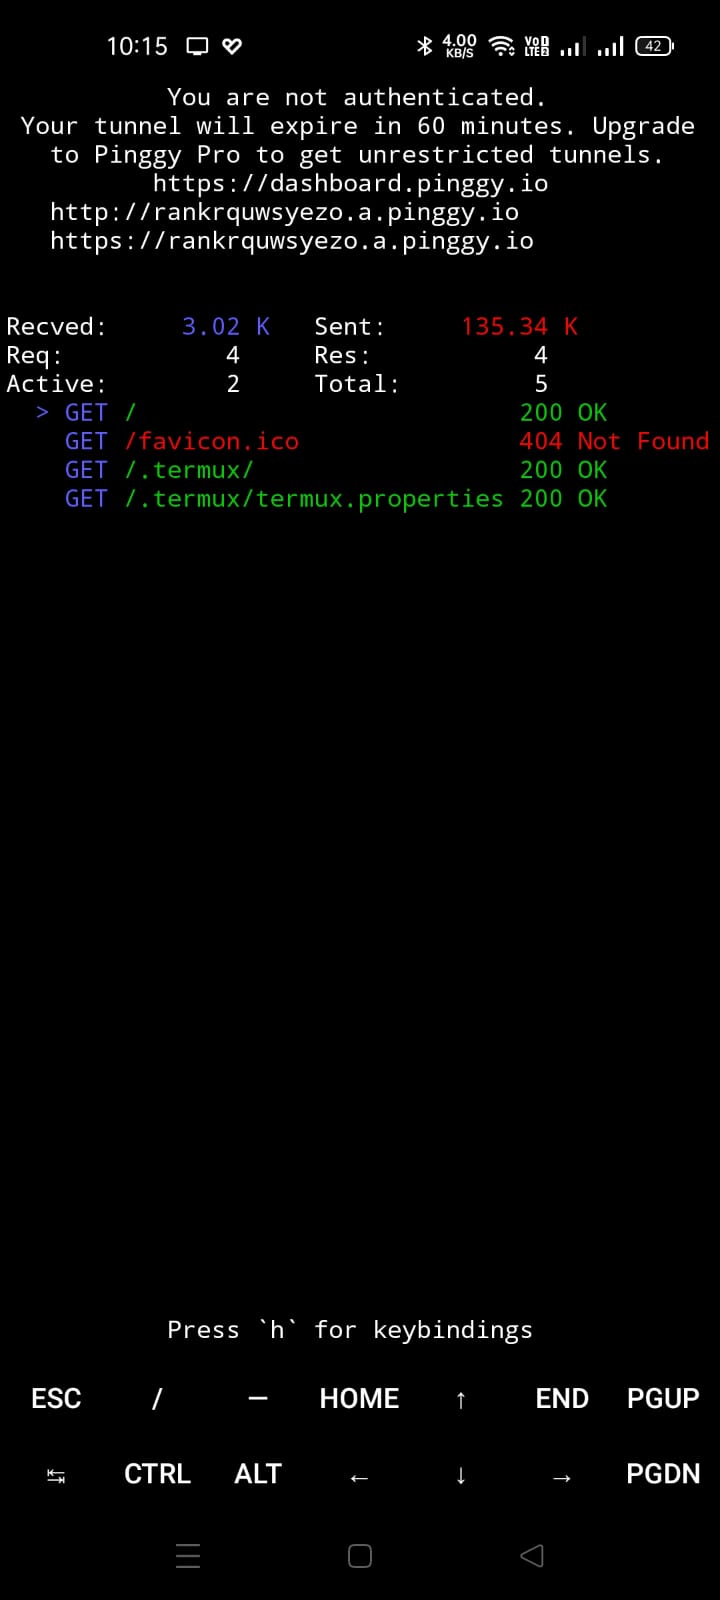 10:15 4.00 KB/S VoD LTE2 42
You are not authenticated.
Your tunnel will expire in 60 minutes. Upgrade
to Pinggy Pro to get unrestricted tunnels.
https://dashboard.pinggy.io
http://rankrquwsyezo.a.pinggy.io
https://rankrquwsyezo.a.pinggy.io
Recved: 3.02 K Sent: 135.34 K
Req: 4 Res: 4
Active: 2 Total: 5
> GET / 200 OK
GET /favicon.ico 404 Not Found
GET /.termux/ 200 OK
GET /.termux/termux.properties 200 OK
Press `h` for keybindings
ESC / — HOME ↑ END PGUP
↹ CTRL ALT ← ↓ → PGDN